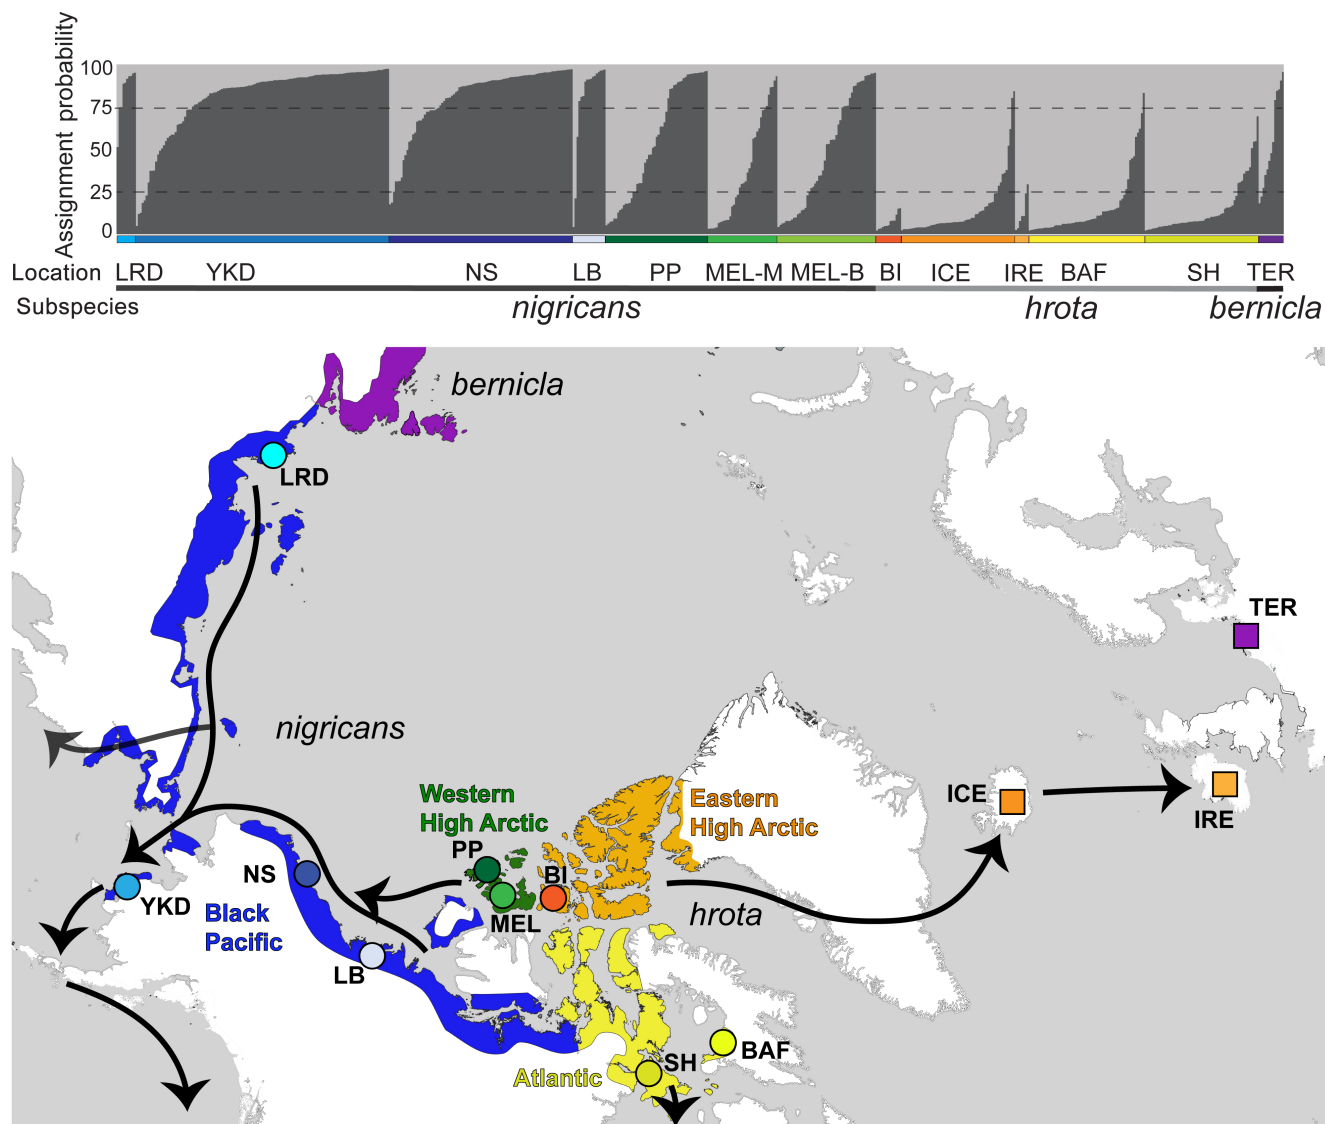 Assignment probability
100
75
50
25
0
Location LRD YKD NS LB PP MEL-M MEL-B BI ICE IRE BAF SH TER
Subspecies nigricans hrota bernicla
bernicla
LRD
TER
nigricans
Western
High Arctic
Eastern
High Arctic
ICE
IRE
PP
BI
NS
YKD
MEL
hrota
Black
Pacific
LB
SH
BAF
Atlantic